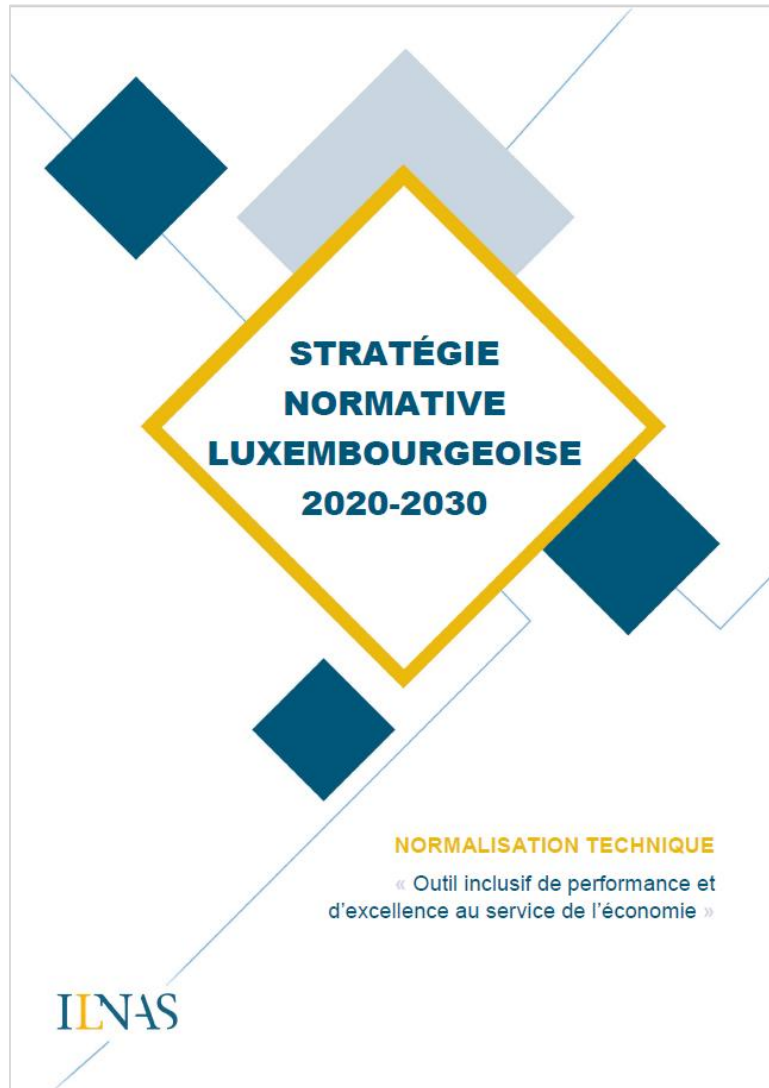 STRATÉGIE
NORMATIVE
LUXEMBOURGEOISE
2020-2030
NORMALISATION TECHNIQUE
« Outil inclusif de performance et
d'excellence au service de l'économie »
ILNAS